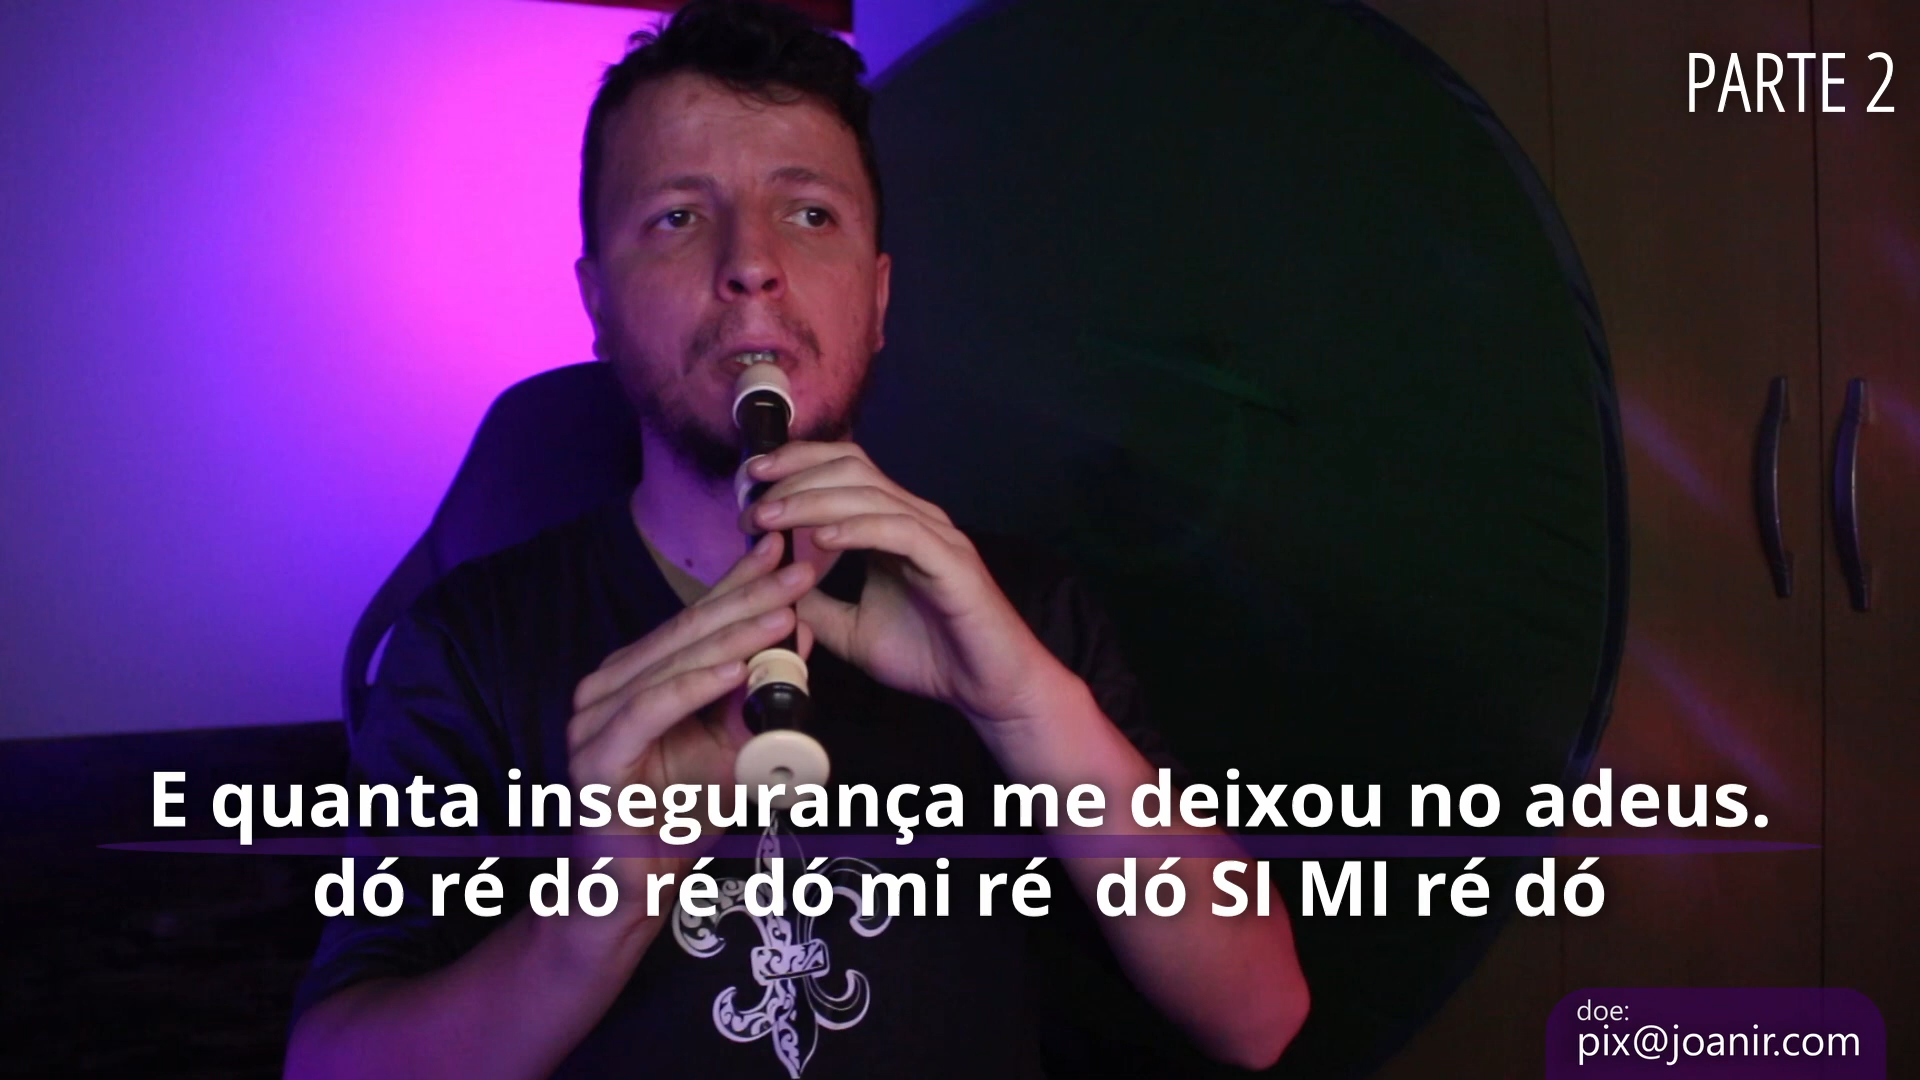 PARTE 2
E quanta insegurança me deixou no adeus.
dó ré dó ré dó mi ré dó SI MI ré dó
doe:
pix@joanir.com